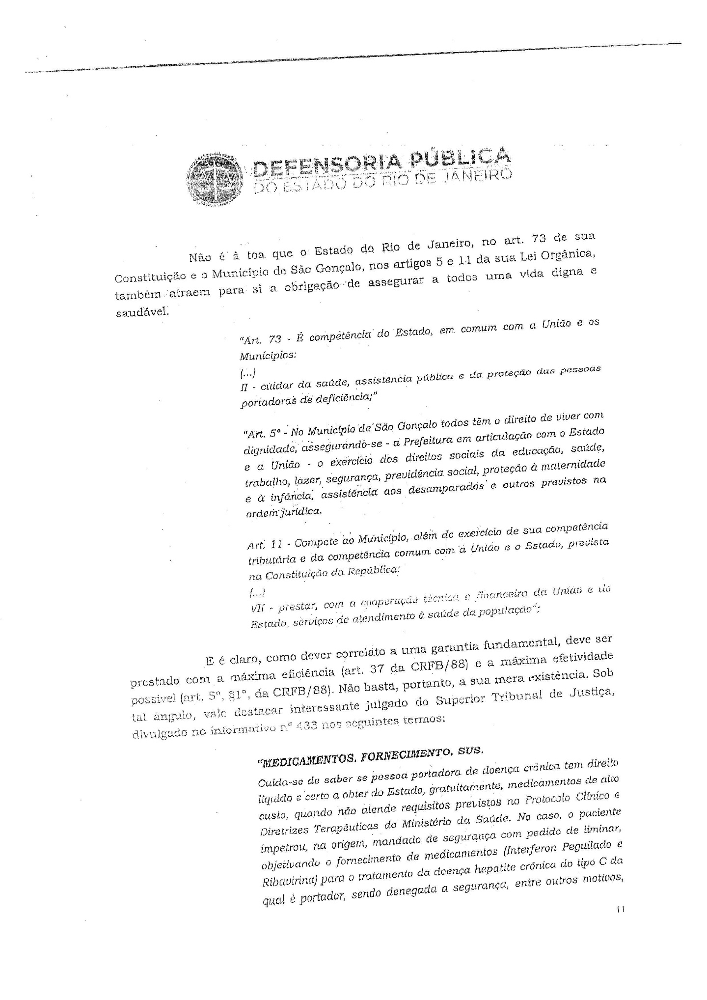 DEFENSORIA PÚBLICA
DO ESTADO DO RIO DE JANEIRO
Não é à toa que o Estado do Rio de Janeiro, no art. 73 de sua
Constituição e o Município de São Gonçalo, nos artigos 5 e 11 da sua Lei Orgânica,
também atraem para si a obrigação de assegurar a todos uma vida digna e
saudável.
"Art. 73 - É competência do Estado, em comum com a União e os
Municípios:
(...)
II - cuidar da saúde, assistência pública e da proteção das pessoas
portadoras de deficiência;"
"Art. 5º - No Município de São Gonçalo todos têm o direito de viver com
dignidade, assegurando-se - a Prefeitura em articulação com o Estado
e a União - o exercício dos direitos sociais da educação, saúde,
trabalho, lazer, segurança, previdência social, proteção à maternidade
e à infância, assistência aos desamparados e outros previstos na
ordem jurídica.
Art. 11 - Compete ao Município, além do exercício de sua competência
tributária e da competência comum com a União e o Estado, prevista
na Constituição da República:
(...)
VII - prestar, com a cooperação técnica e financeira da União e do
Estado, serviços de atendimento à saúde da população";
E é claro, como dever correlato a uma garantia fundamental, deve ser
prestado com a máxima eficiência (art. 37 da CRFB/88) e a máxima efetividade
possível (art. 5º, §1º, da CRFB/88). Não basta, portanto, a sua mera existência. Sob
tal ângulo, vale destacar interessante julgado do Superior Tribunal de Justiça,
divulgado no informativo nº 433 nos seguintes termos:
"MEDICAMENTOS. FORNECIMENTO. SUS.
Cuida-se de saber se pessoa portadora de doença crônica tem direito
líquido e certo a obter do Estado, gratuitamente, medicamentos de alto
custo, quando não atende requisitos previstos no Protocolo Clínico e
Diretrizes Terapêuticas do Ministério da Saúde. No caso, o paciente
impetrou, na origem, mandado de segurança com pedido de liminar,
objetivando o fornecimento de medicamentos (Interferon Peguilado e
Ribavirina) para o tratamento da doença hepatite crônica do tipo C da
qual é portador, sendo denegada a segurança, entre outros motivos,
11